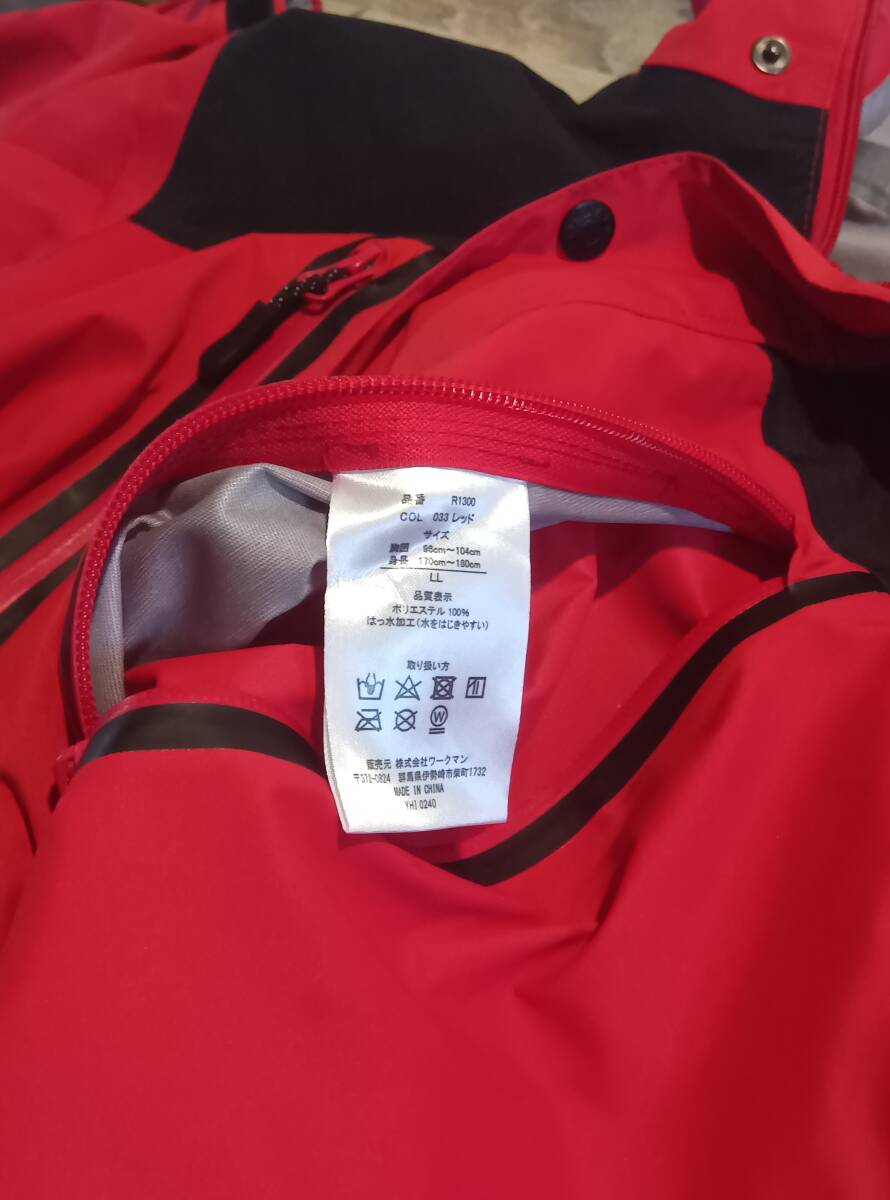 品番 R1300
COL 033 レッド
サイズ
胸囲 96cm～104cm
身長 170cm～180cm
LL
品質表示
ポリエステル 100%
はっ水加工(水をはじきやすい)
取り扱い方
W
販売元 株式会社ワークマン
〒372-0824 群馬県伊勢崎市柴町1732
MADE IN CHINA
YHI 0240